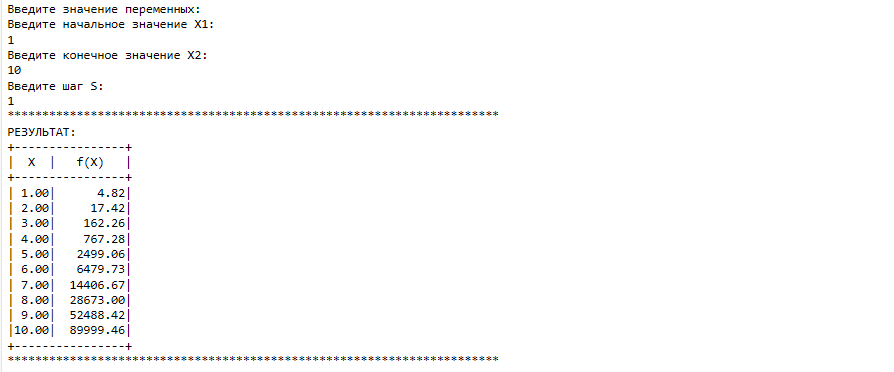 Введите значение переменных:
Введите начальное значение X1:
1
Введите конечное значение X2:
10
Введите шаг S:
1
***********************************************************************
РЕЗУЛЬТАТ:
+----------------+
|  X  |   f(X)   |
+----------------+
| 1.00|      4.82|
| 2.00|     17.42|
| 3.00|    162.26|
| 4.00|    767.28|
| 5.00|   2499.06|
| 6.00|   6479.73|
| 7.00|  14406.67|
| 8.00|  28673.00|
| 9.00|  52488.42|
|10.00|  89999.46|
+----------------+
***********************************************************************